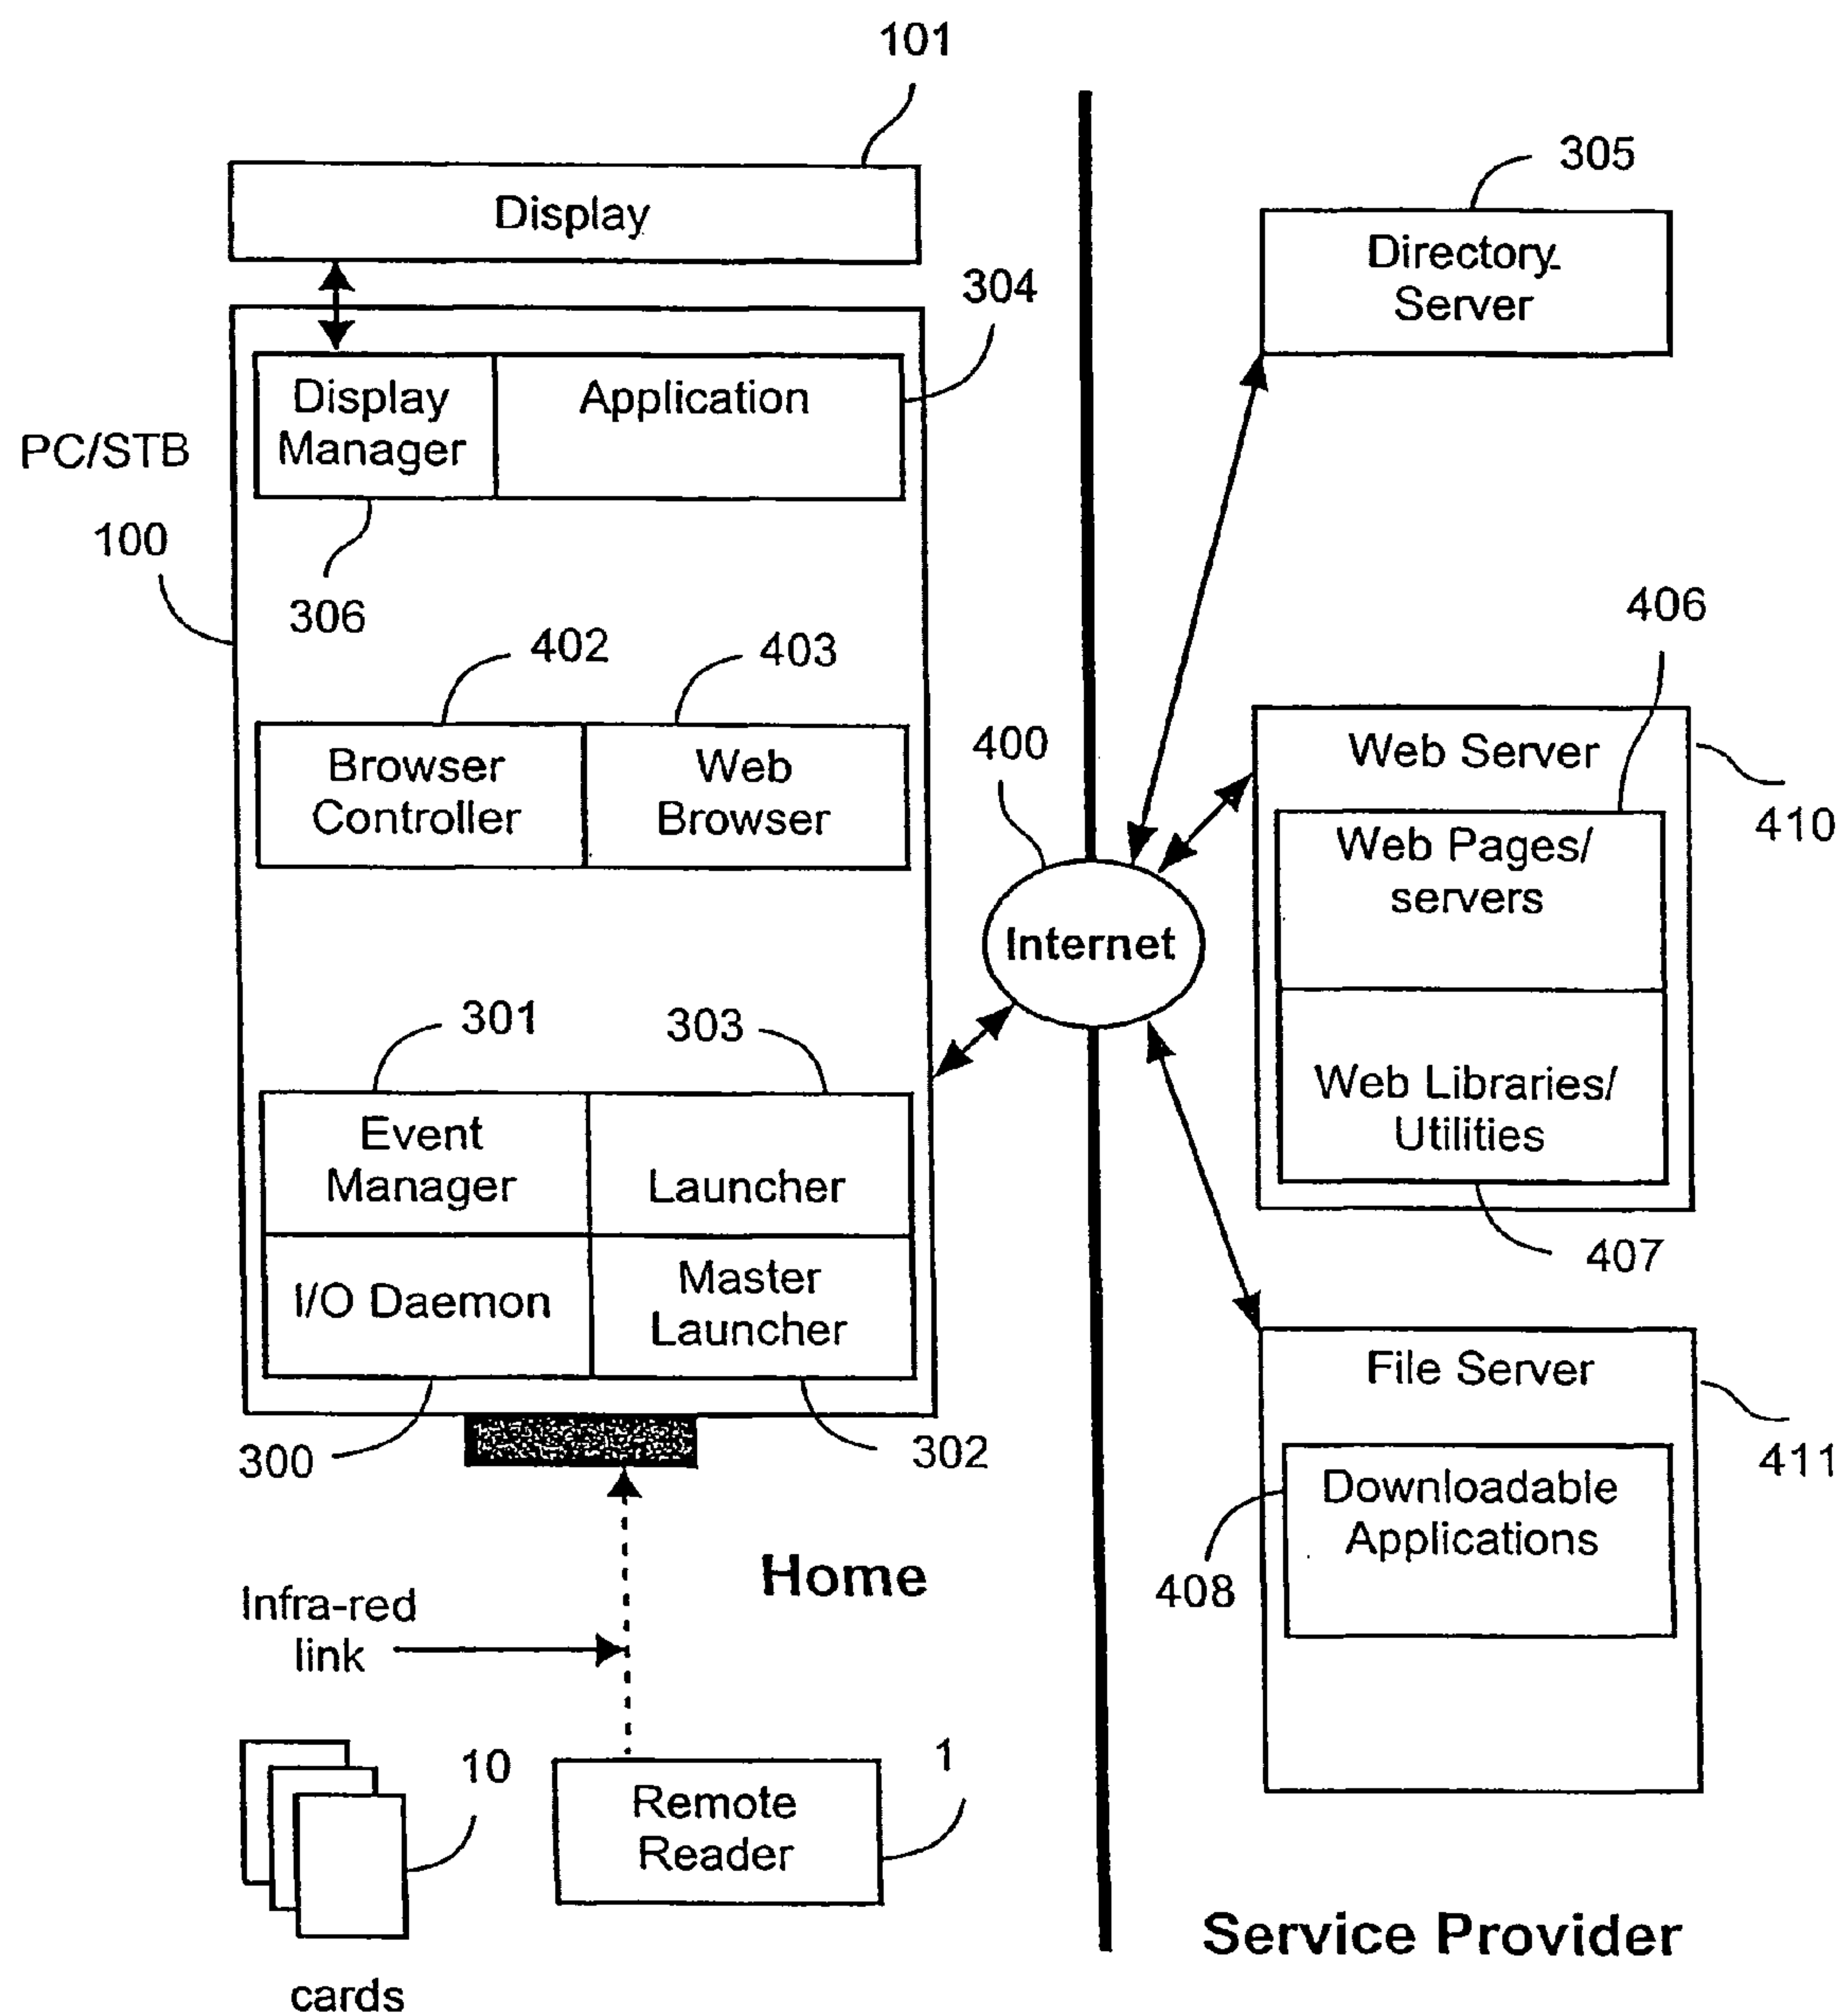 101
Display
305
Directory
Server
304
Display
Manager
Application
PC/STB
100
306
402
403
Browser
Controller
Web
Browser
400
Internet
406
Web Server
410
Web Pages/
servers
Web Libraries/
Utilities
407
301
303
Event
Manager
Launcher
I/O Daemon
Master
Launcher
300
302
File Server
411
Downloadable
Applications
408
Home
Infra-red
link
10
1
Remote
Reader
cards
Service Provider